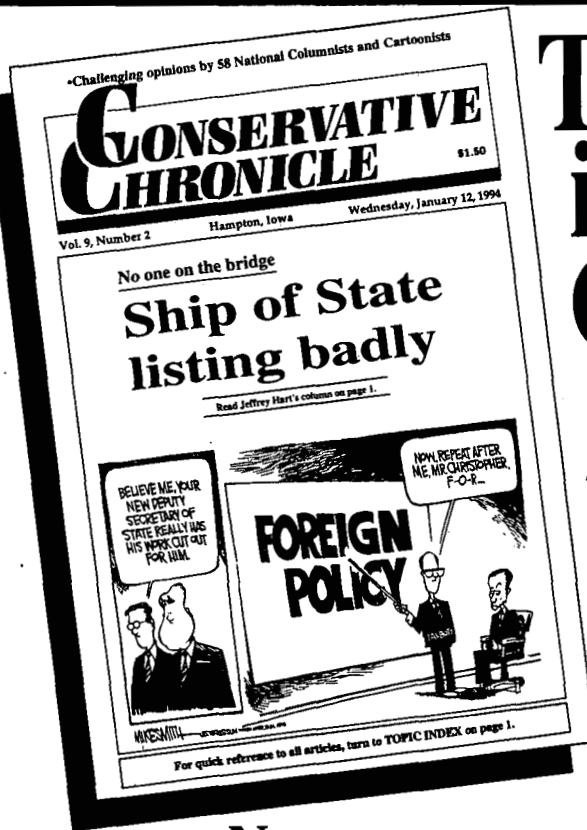 •Challenging opinions by 58 National Columnists and Cartoonists
CONSERVATIVE
CHRONICLE
$1.50
Vol. 9, Number 2
Hampton, Iowa
Wednesday, January 12, 1994
No one on the bridge
Ship of State
listing badly
Read Jeffrey Hart's column on page 1.
BELIEVE ME, YOUR
NEW DEPUTY
SECRETARY OF
STATE REALLY HAS
HIS WORK CUT OUT
FOR HIM.
NOW, REPEAT AFTER
ME, MR. CHRISTOPHER.
F-O-R...
FOREIGN
POLICY
TALBOTT
MIKE SMITH
For quick reference to all articles, turn to TOPIC INDEX on page 1.
T
i